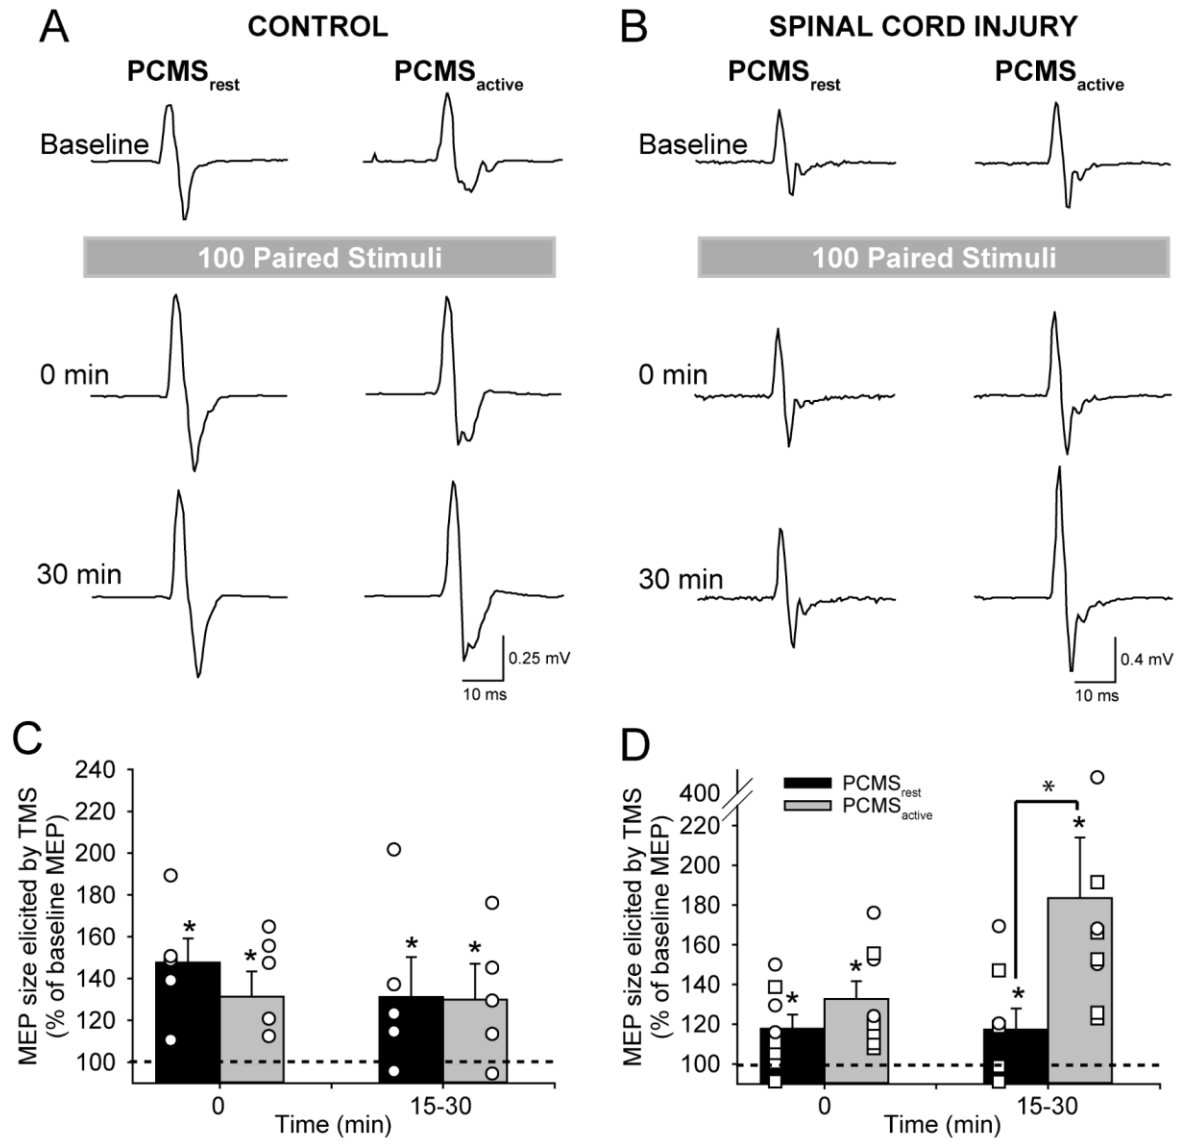 A
CONTROL
PCMSrest
PCMSactive
Baseline
100 Paired Stimuli
0 min
30 min
0.25 mV
10 ms
B
SPINAL CORD INJURY
PCMSrest
PCMSactive
Baseline
100 Paired Stimuli
0 min
30 min
0.4 mV
10 ms
C
MEP size elicited by TMS
(% of baseline MEP)
240
220
200
180
160
140
120
100
*
*
*
*
0
15-30
Time (min)
D
MEP size elicited by TMS
(% of baseline MEP)
400
220
200
180
160
140
120
100
PCMSrest
PCMSactive
*
*
*
*
*
0
15-30
Time (min)